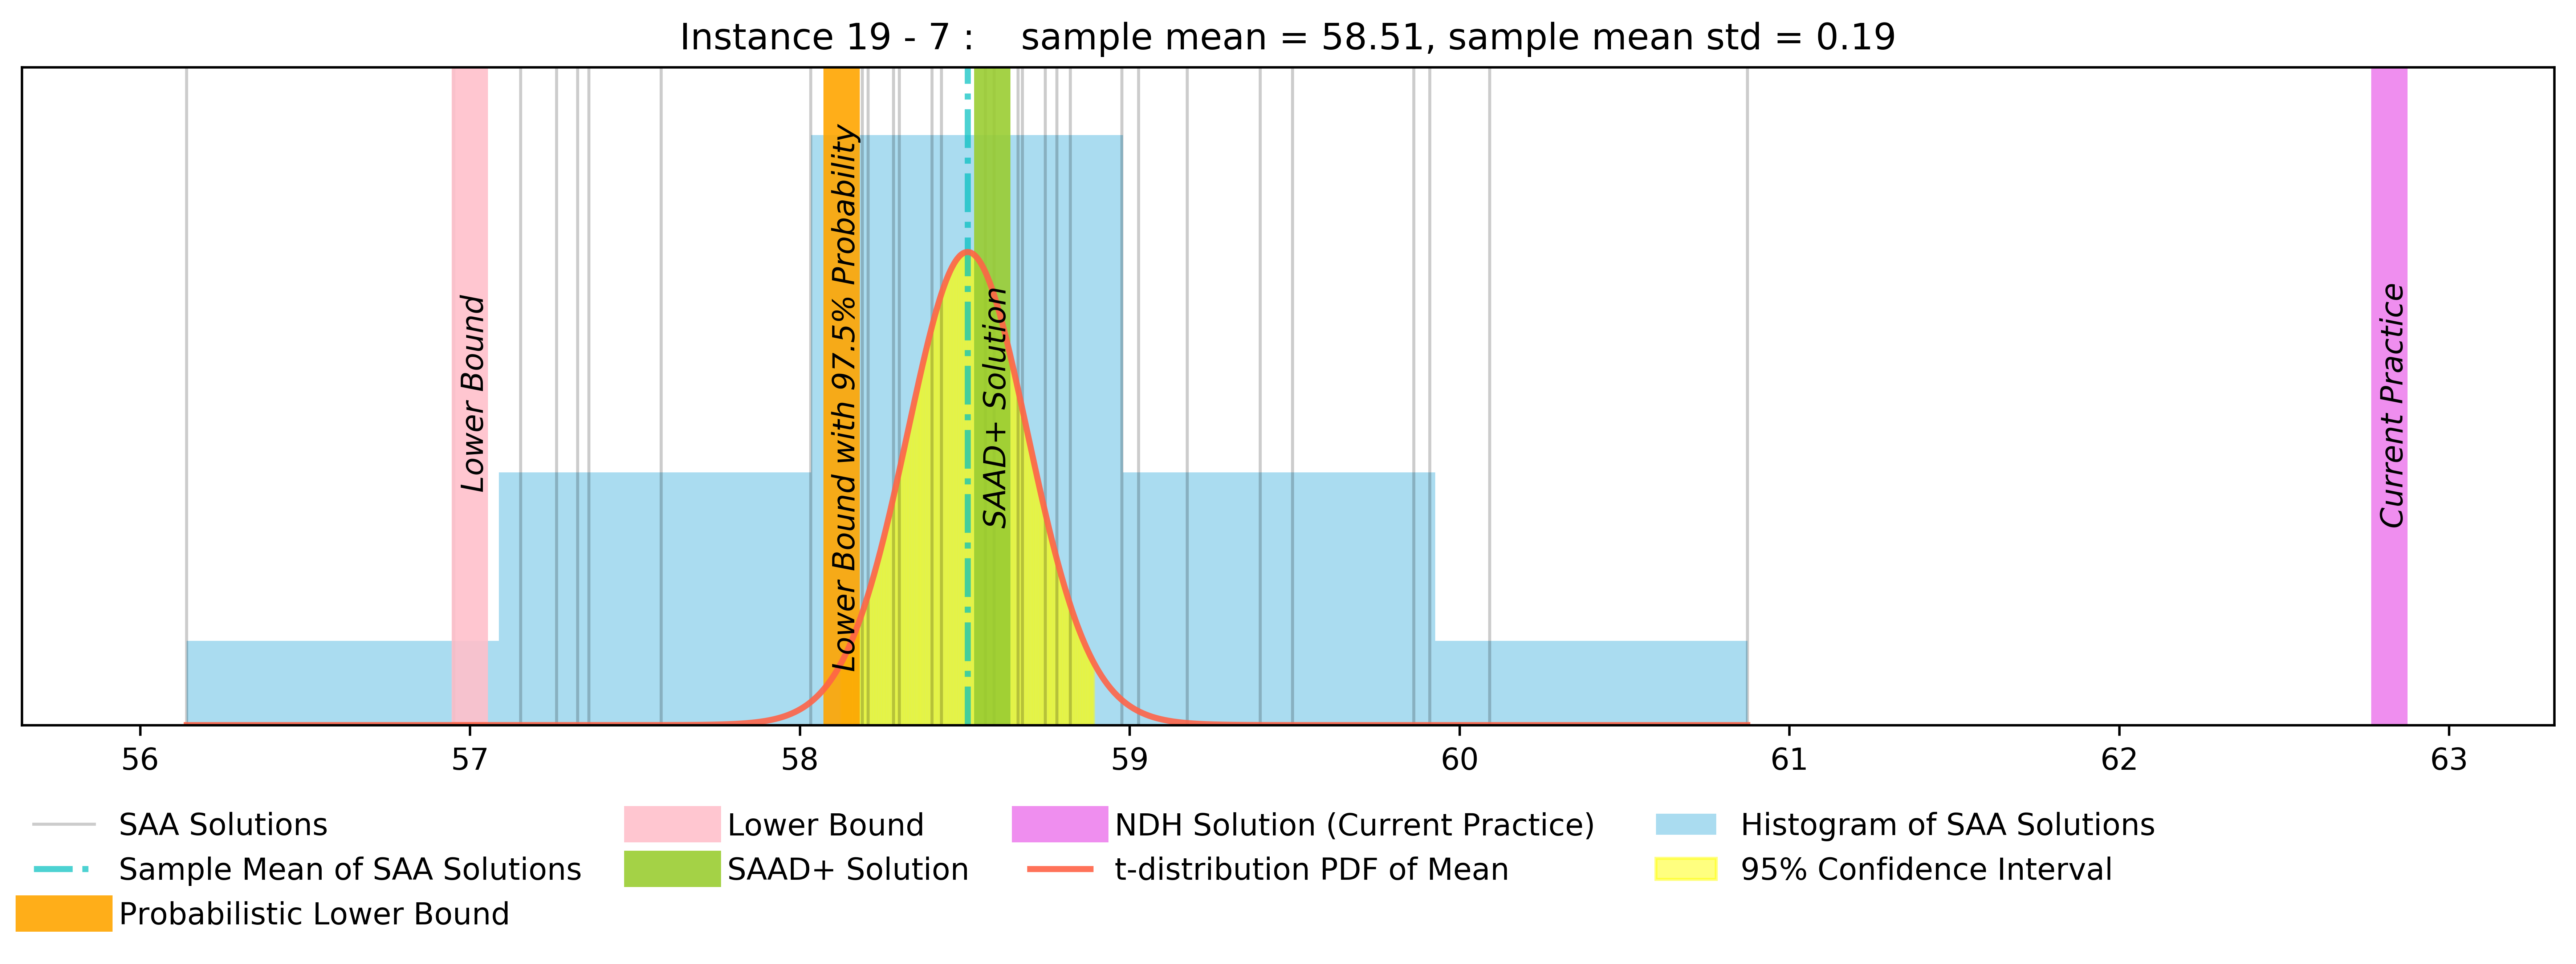 Instance 19 - 7 :    sample mean = 58.51, sample mean std = 0.19
Lower Bound
Lower Bound with 97.5% Probability
SAAD+ Solution
Current Practice
56 57 58 59 60 61 62 63
SAA Solutions
Sample Mean of SAA Solutions
Probabilistic Lower Bound
Lower Bound
SAAD+ Solution
NDH Solution (Current Practice)
t-distribution PDF of Mean
Histogram of SAA Solutions
95% Confidence Interval